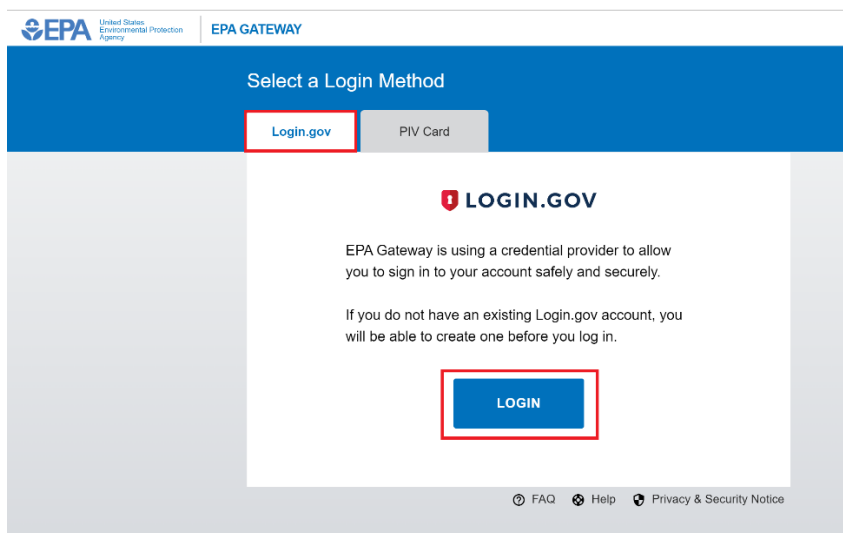 EPA
United States
Environmental Protection
Agency
EPA GATEWAY
Select a Login Method
Login.gov
PIV Card
LOGIN.GOV
EPA Gateway is using a credential provider to allow
you to sign in to your account safely and securely.
If you do not have an existing Login.gov account, you
will be able to create one before you log in.
LOGIN
FAQ
Help
Privacy & Security Notice